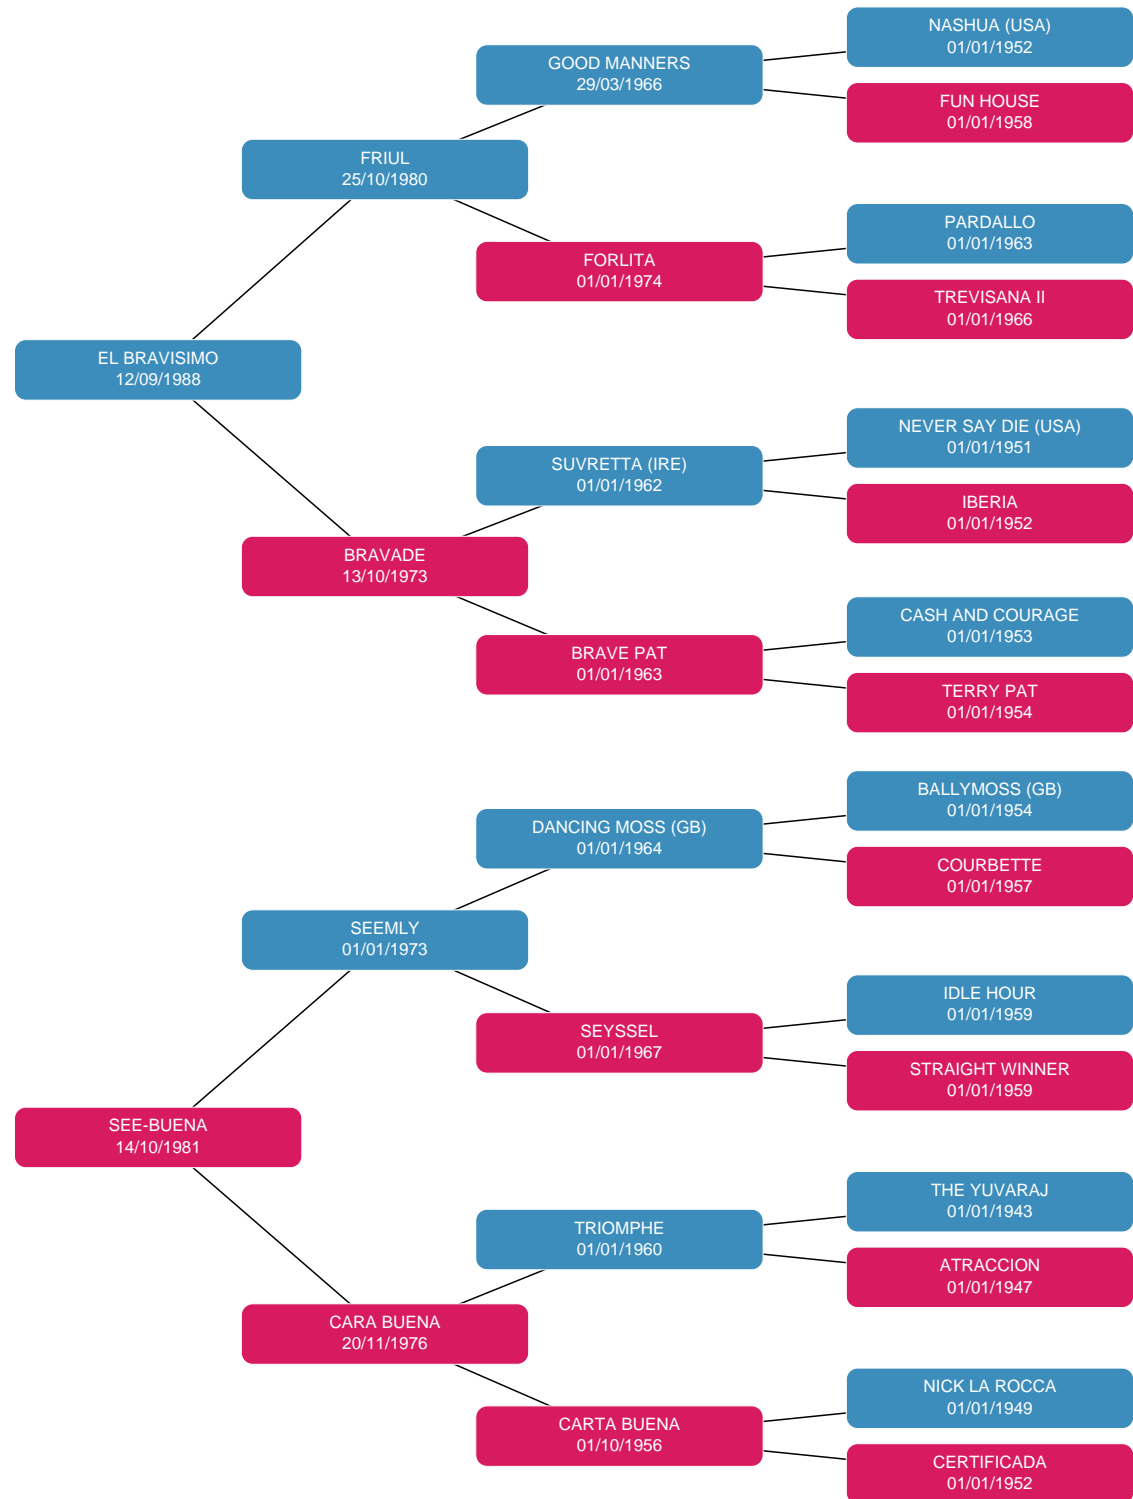 NASHUA (USA)
01/01/1952
GOOD MANNERS
29/03/1966
FUN HOUSE
01/01/1958
FRIUL
25/10/1980
PARDALLO
01/01/1963
FORLITA
01/01/1974
TREVISANA II
01/01/1966
EL BRAVISIMO
12/09/1988
NEVER SAY DIE (USA)
01/01/1951
SUVRETTA (IRE)
01/01/1962
IBERIA
01/01/1952
BRAVADE
13/10/1973
CASH AND COURAGE
01/01/1953
BRAVE PAT
01/01/1963
TERRY PAT
01/01/1954
BALLYMOSS (GB)
01/01/1954
DANCING MOSS (GB)
01/01/1964
COURBETTE
01/01/1957
SEEMLY
01/01/1973
IDLE HOUR
01/01/1959
SEYSSEL
01/01/1967
STRAIGHT WINNER
01/01/1959
SEE-BUENA
14/10/1981
THE YUVARAJ
01/01/1943
TRIOMPHE
01/01/1960
ATRACCION
01/01/1947
CARA BUENA
20/11/1976
NICK LA ROCCA
01/01/1949
CARTA BUENA
01/10/1956
CERTIFICADA
01/01/1952